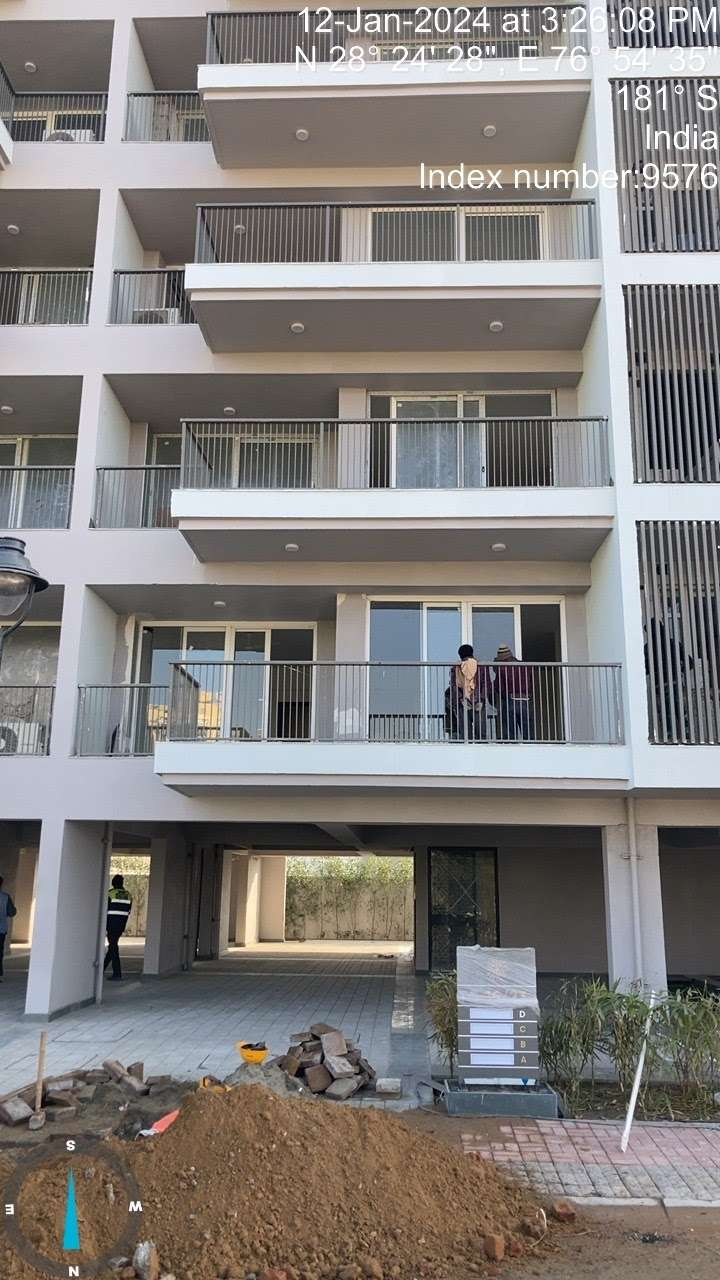 12-Jan-2024 at 3:26:08 PM
N 28° 24' 28", E 76° 54' 35"
181° S
India
Index number:9576
D
C
B
A
S
E
W
N